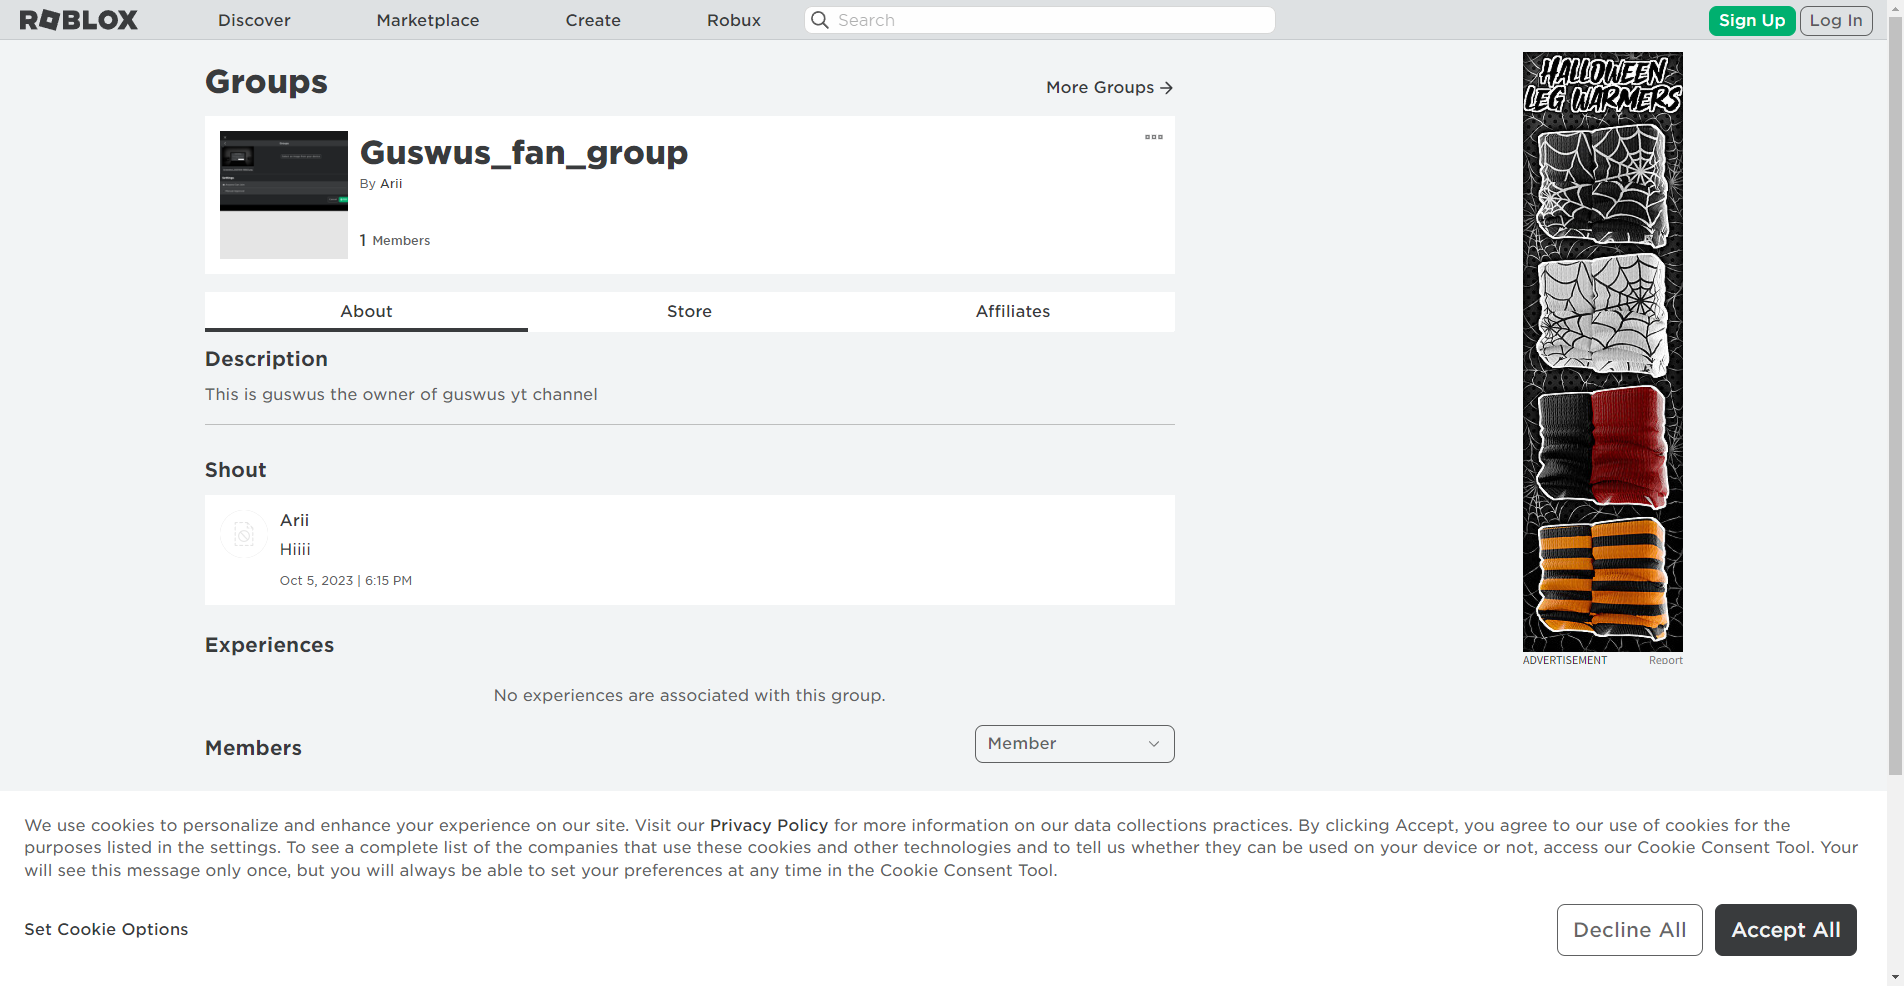 ROBLOX
Discover
Marketplace
Create
Robux
Search
Sign Up
Log In
Groups
More Groups
Guswus_fan_group
By Arii
1 Members
About
Store
Affiliates
Description
This is guswus the owner of guswus yt channel
Shout
Arii
Hiiii
Oct 5, 2023 | 6:15 PM
Experiences
No experiences are associated with this group.
Members
Member
HALLOWEEN
LEG WARMERS
ADVERTISEMENT
Report
We use cookies to personalize and enhance your experience on our site. Visit our Privacy Policy for more information on our data collections practices. By clicking Accept, you agree to our use of cookies for the
purposes listed in the settings. To see a complete list of the companies that use these cookies and other technologies and to tell us whether they can be used on your device or not, access our Cookie Consent Tool. Your
will see this message only once, but you will always be able to set your preferences at any time in the Cookie Consent Tool.
Set Cookie Options
Decline All
Accept All